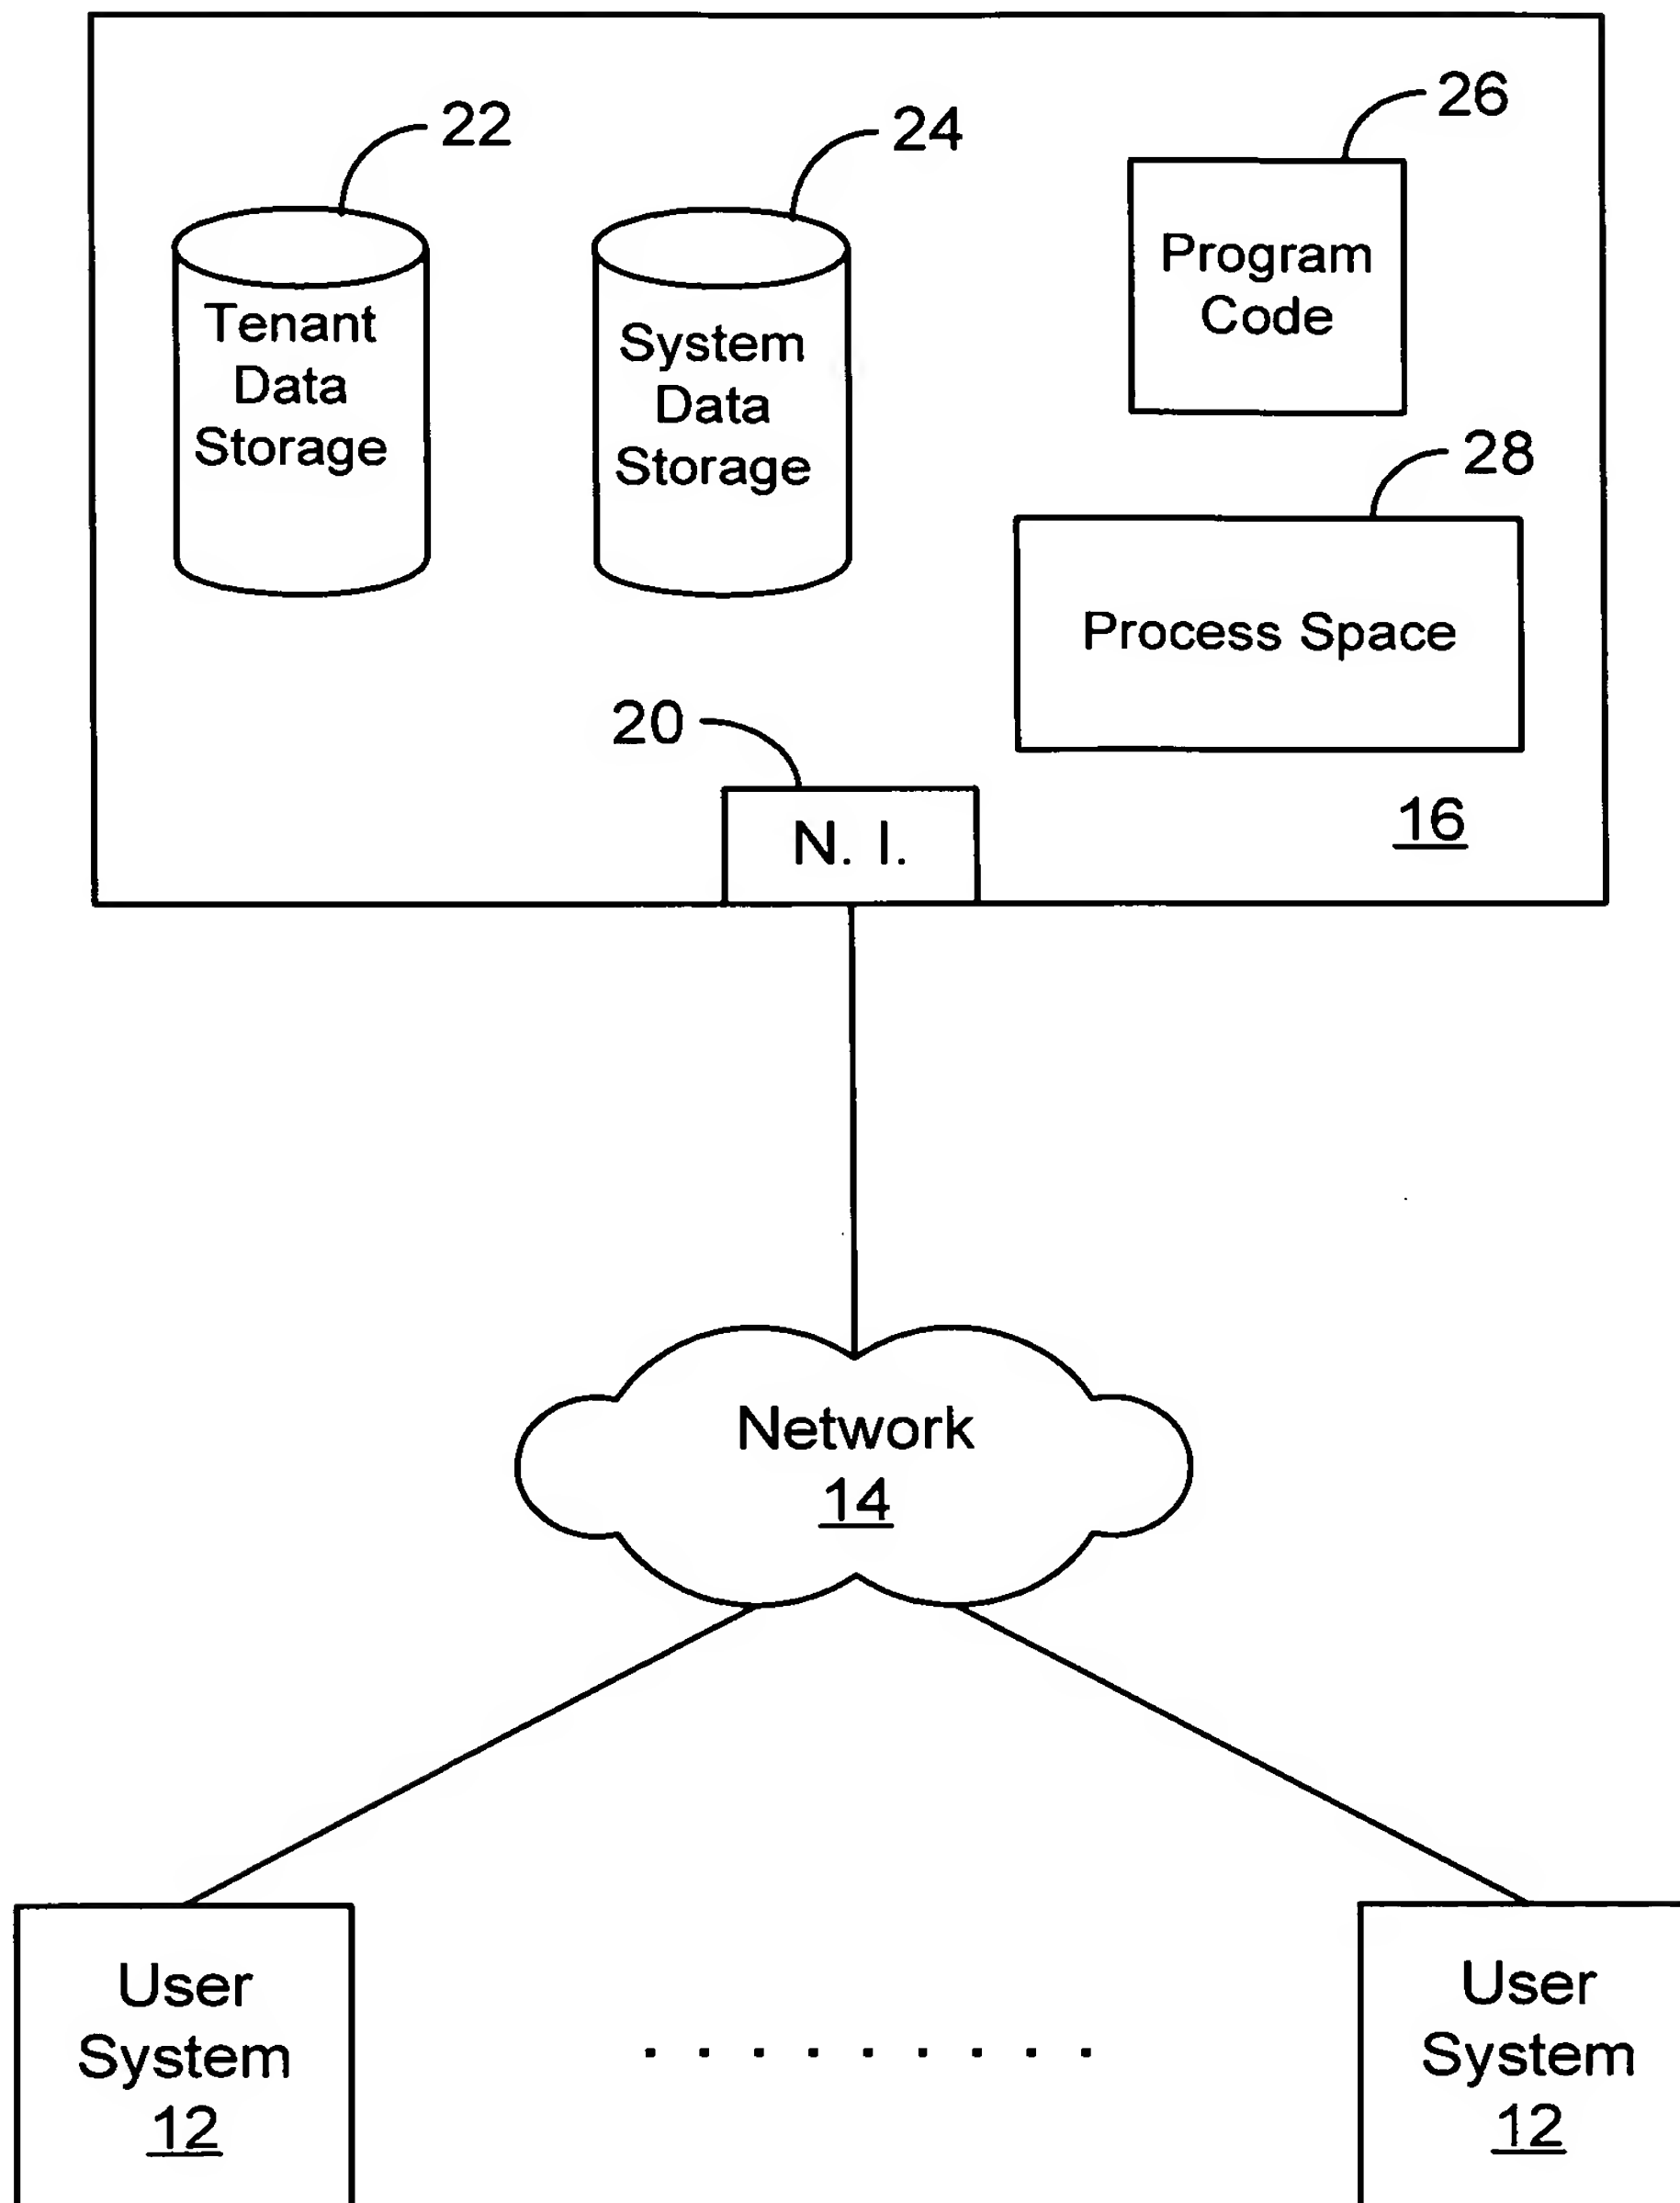 22
24
26
Tenant
Data
Storage
System
Data
Storage
Program
Code
28
Process Space
20
N. I.
16
Network
14
User
System
12
User
System
12